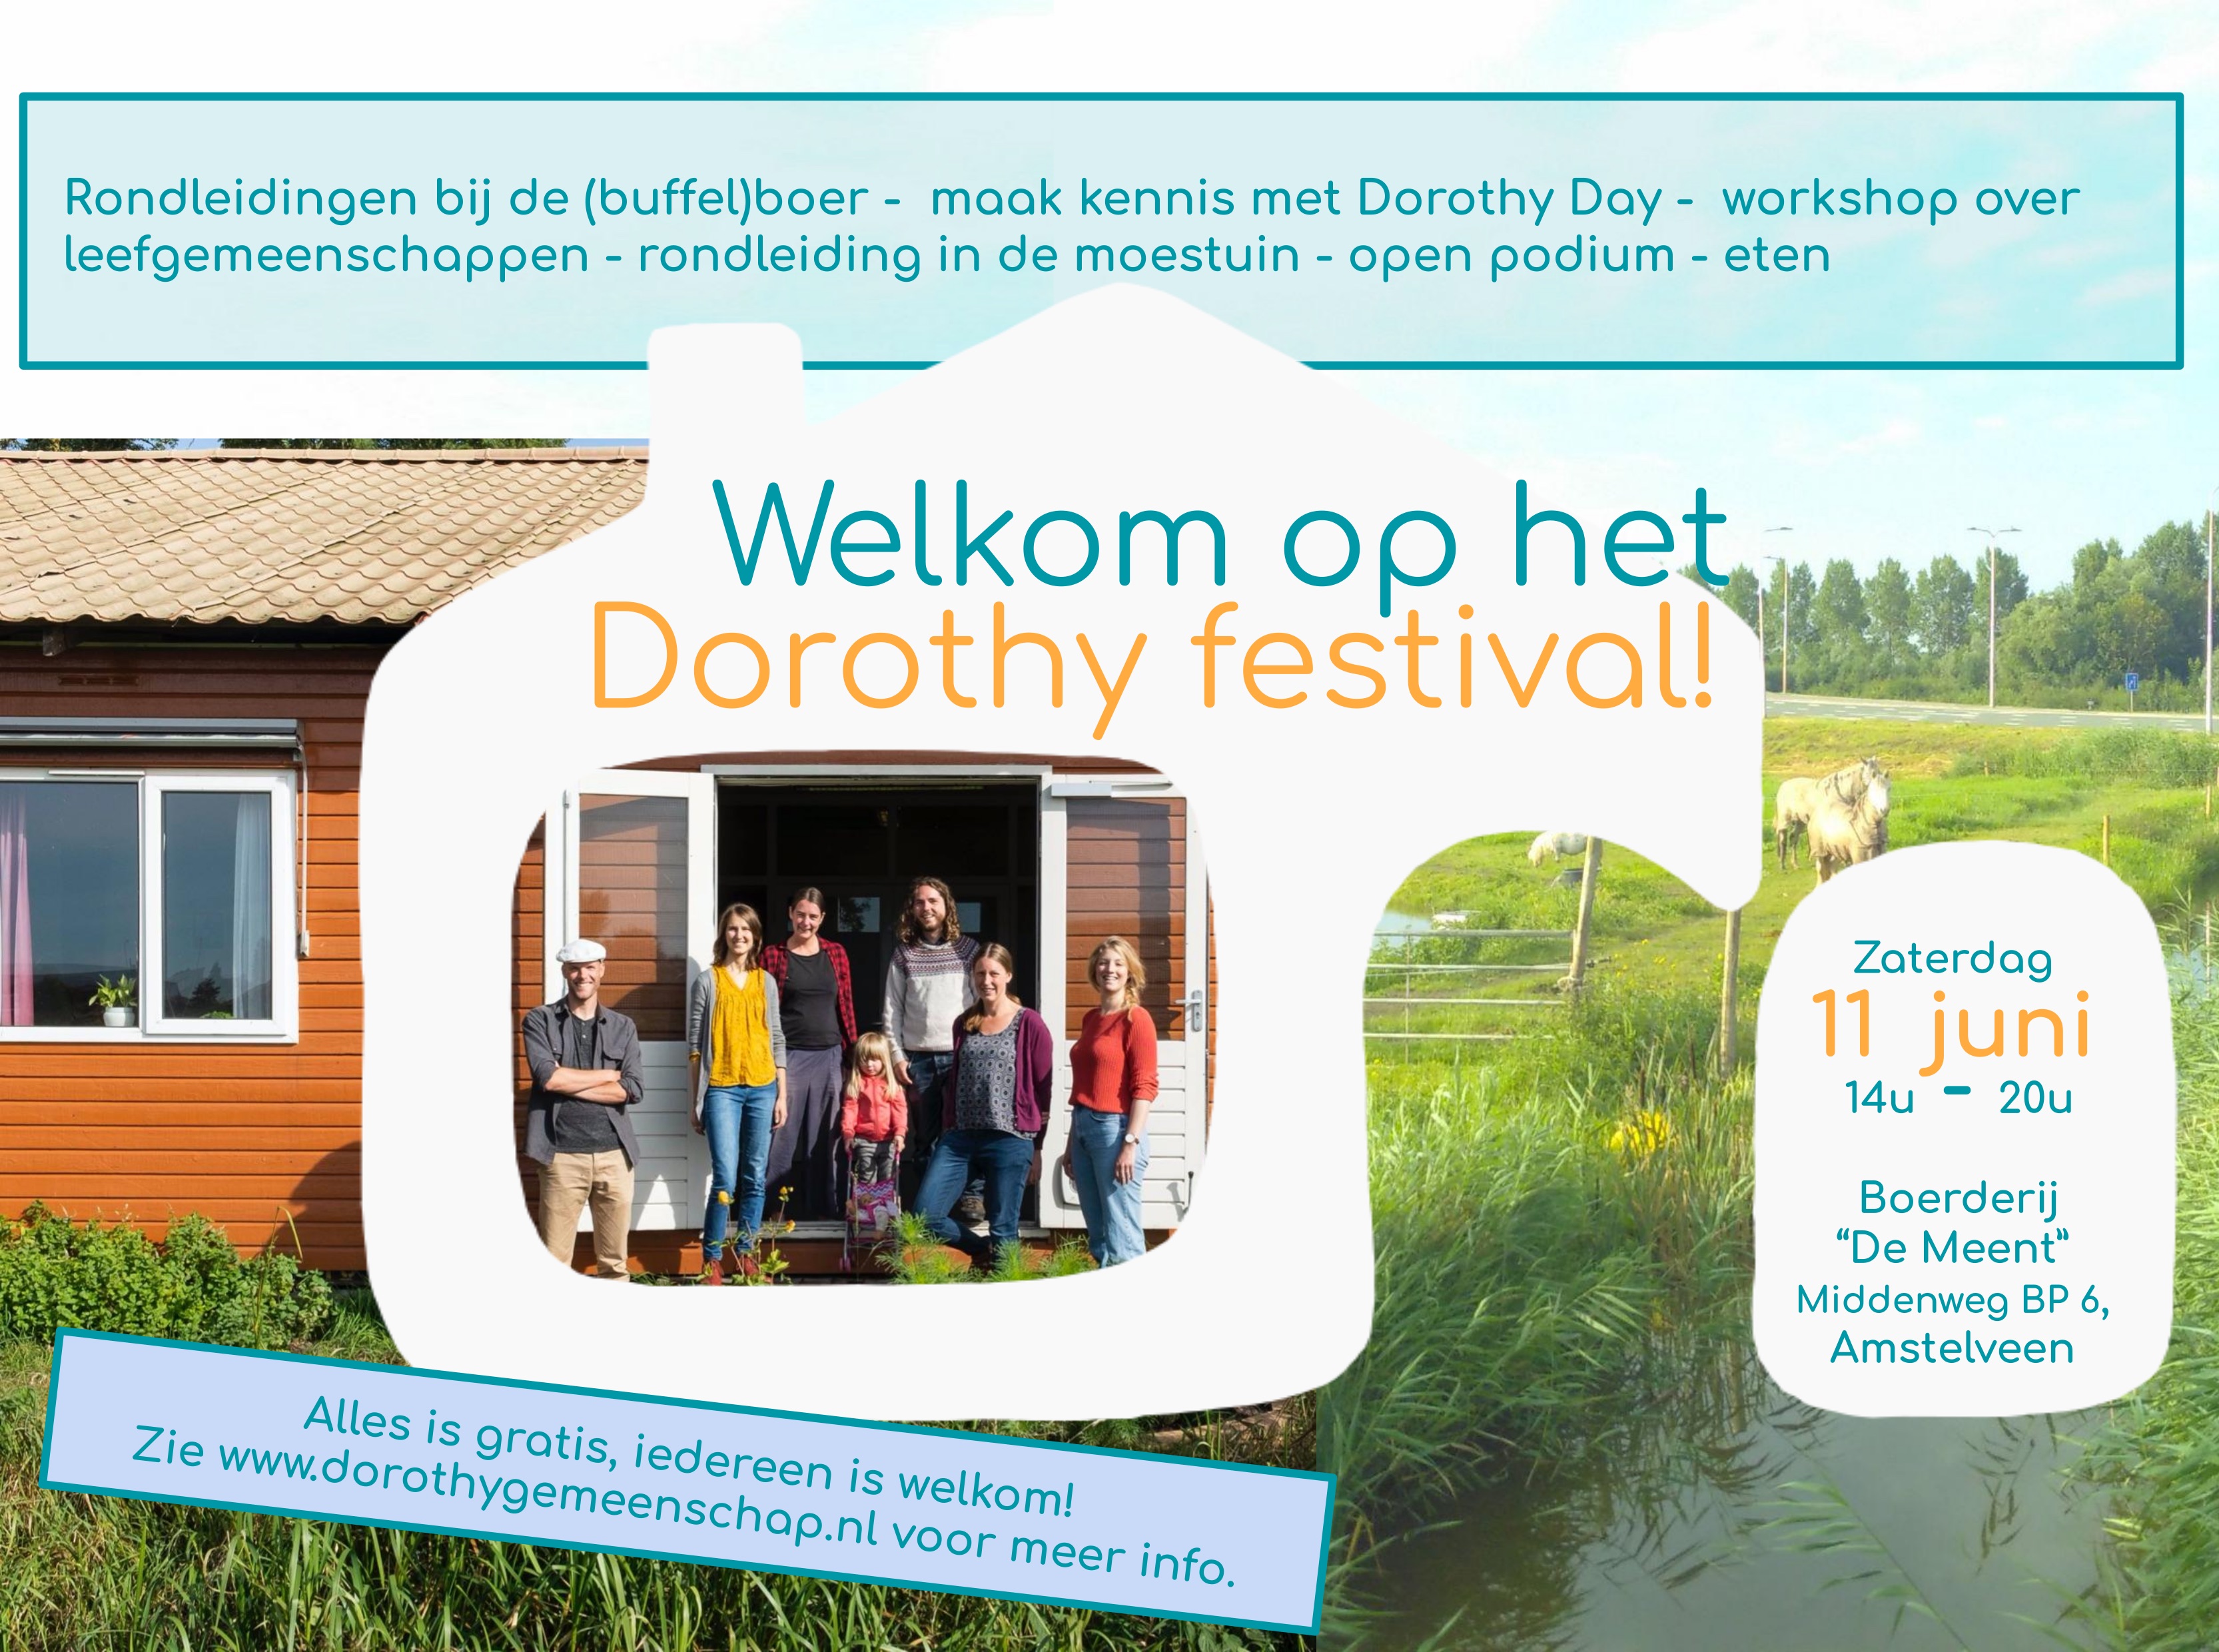 Rondleidingen bij de (buffel)boer - maak kennis met Dorothy Day - workshop over
leefgemeenschappen - rondleiding in de moestuin - open podium - eten
Welkom op het
Dorothy festival!
Zaterdag
11 juni
14u - 20u
Boerderij
“De Meent”
Middenweg BP 6,
Amstelveen
Alles is gratis, iedereen is welkom!
Zie www.dorothygemeenschap.nl voor meer info.